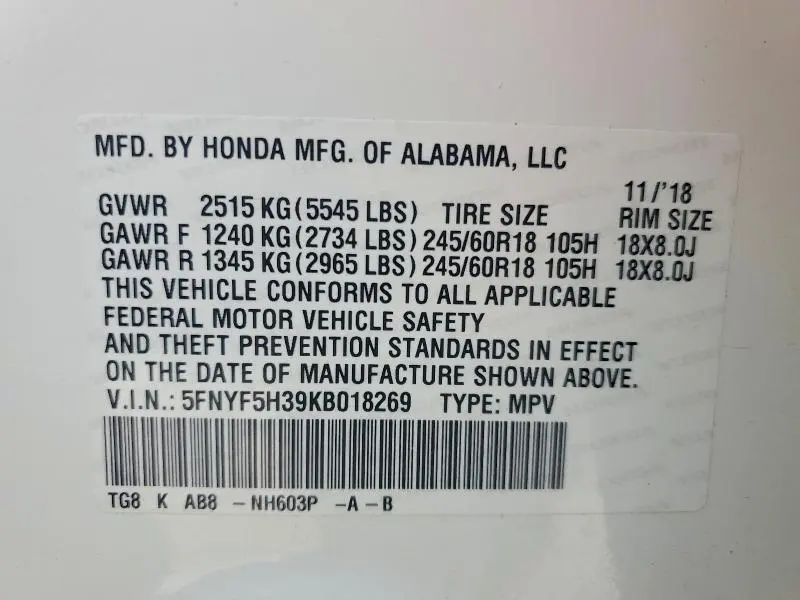 MFD. BY HONDA MFG. OF ALABAMA, LLC
11/'18
GVWR 2515 KG (5545 LBS) TIRE SIZE RIM SIZE
GAWR F 1240 KG (2734 LBS) 245/60R18 105H 18X8.0J
GAWR R 1345 KG (2965 LBS) 245/60R18 105H 18X8.0J
THIS VEHICLE CONFORMS TO ALL APPLICABLE
FEDERAL MOTOR VEHICLE SAFETY
AND THEFT PREVENTION STANDARDS IN EFFECT
ON THE DATE OF MANUFACTURE SHOWN ABOVE.
V.I.N.: 5FNYF5H39KB018269 TYPE: MPV
TG8 K AB8 - NH603P - A - B